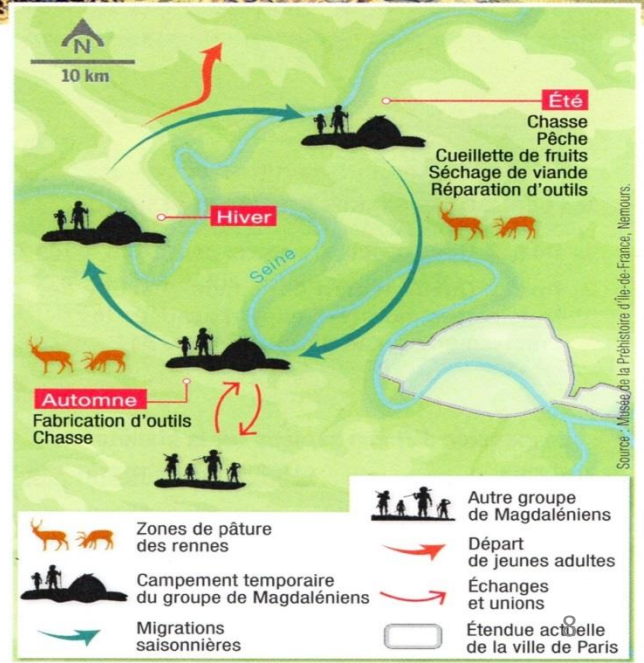 N
10 km
Été
Chasse
Pêche
Cueillette de fruits
Séchage de viande
Réparation d'outils
Hiver
Seine
Automne
Fabrication d'outils
Chasse
Source : Musée de la Préhistoire d'Île-de-France, Nemours.
Zones de pâture
des rennes
Campement temporaire
du groupe de Magdaléniens
Migrations
saisonnières
Autre groupe
de Magdaléniens
Départ
de jeunes adultes
Échanges
et unions
8
Étendue actuelle
de la ville de Paris